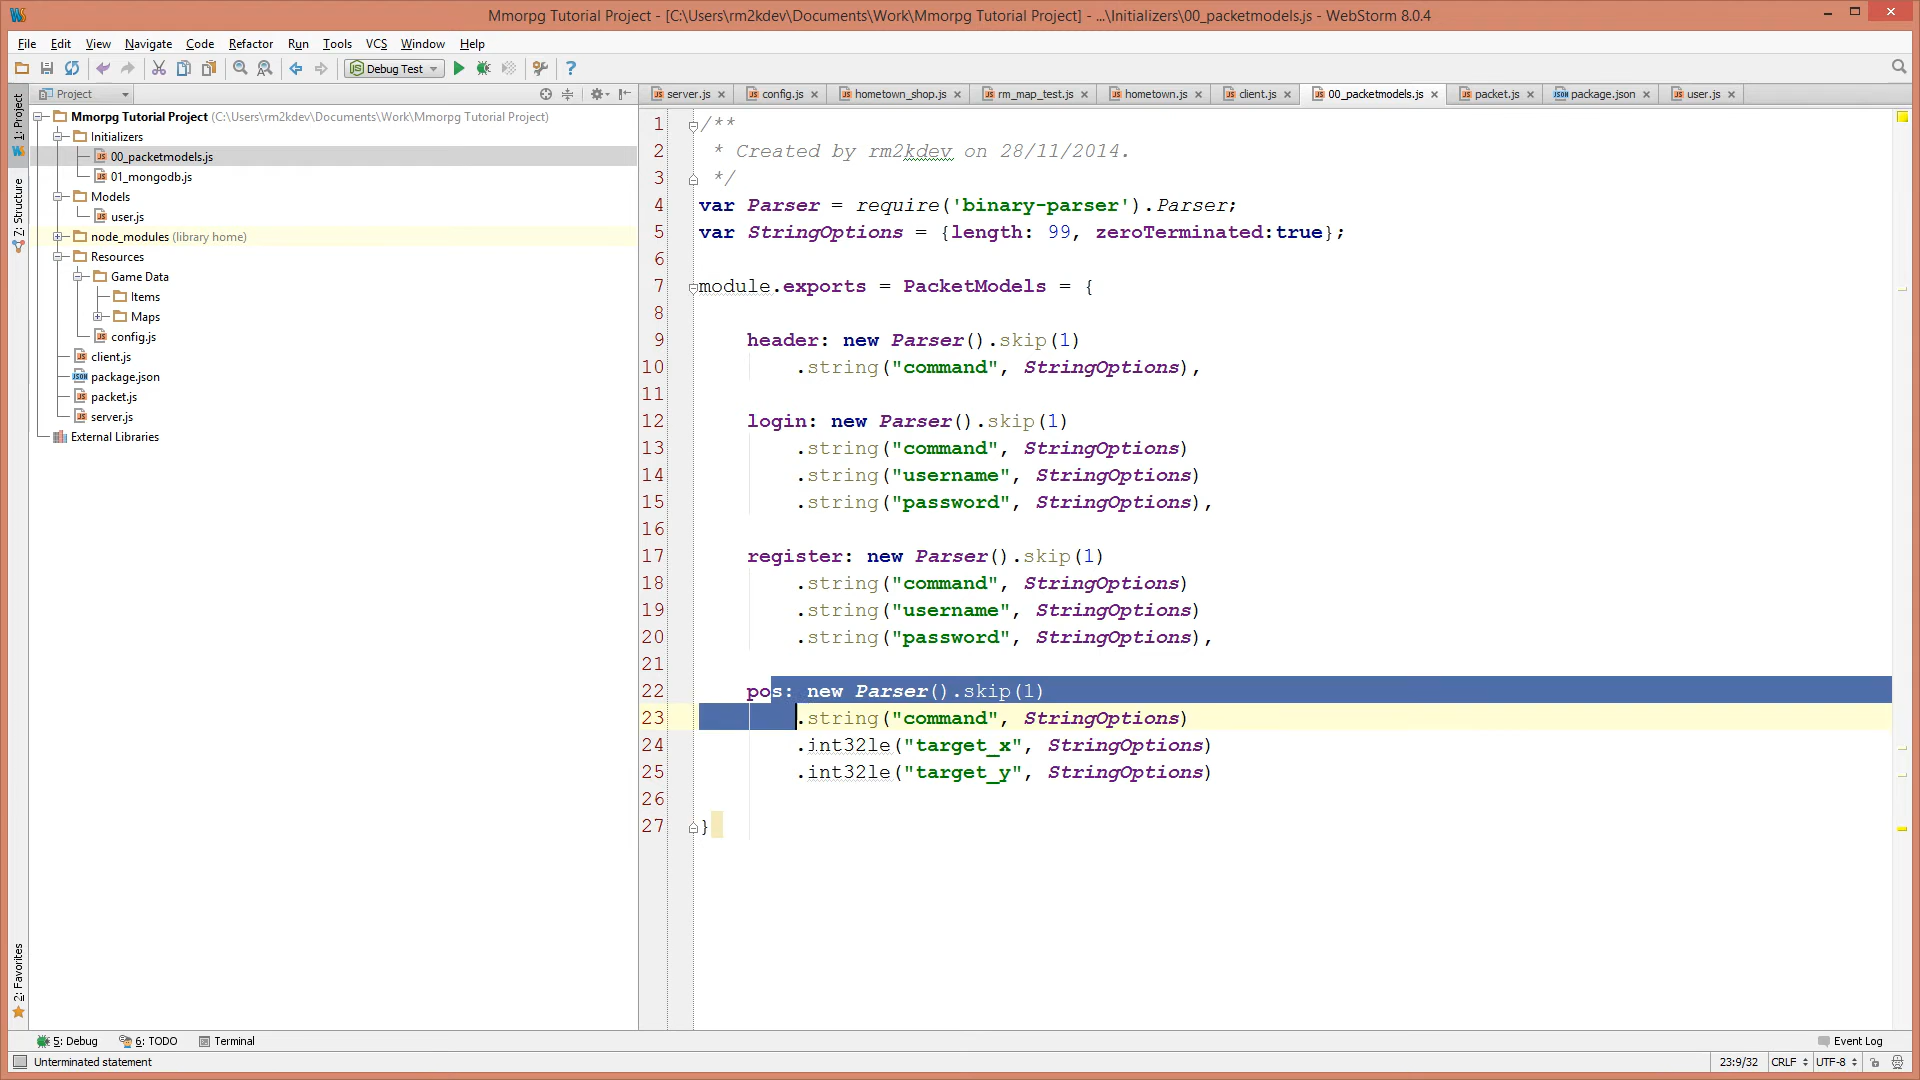 Mmorpg Tutorial Project - [C:\Users\rm2kdev\Documents\Work\Mmorpg Tutorial Project] - ...\Initializers\00_packetmodels.js - WebStorm 8.0.4
File Edit View Navigate Code Refactor Run Tools VCS Window Help
Debug Test
Project
server.js config.js hometown_shop.js rm_map_test.js hometown.js client.js 00_packetmodels.js packet.js package.json user.js
1: Project
Z: Structure
2: Favorites
Mmorpg Tutorial Project (C:\Users\rm2kdev\Documents\Work\Mmorpg Tutorial Project)
Initializers
00_packetmodels.js
01_mongodb.js
Models
user.js
node_modules (library home)
Resources
Game Data
Items
Maps
config.js
client.js
package.json
packet.js
server.js
External Libraries
1 /**
2 * Created by rm2kdev on 28/11/2014.
3 */
4 var Parser = require('binary-parser').Parser;
5 var StringOptions = {length: 99, zeroTerminated:true};
6
7 module.exports = PacketModels = {
8
9 header: new Parser().skip(1)
10 .string("command", StringOptions),
11
12 login: new Parser().skip(1)
13 .string("command", StringOptions)
14 .string("username", StringOptions)
15 .string("password", StringOptions),
16
17 register: new Parser().skip(1)
18 .string("command", StringOptions)
19 .string("username", StringOptions)
20 .string("password", StringOptions),
21
22 pos: new Parser().skip(1)
23 .string("command", StringOptions)
24 .int32le("target_x", StringOptions)
25 .int32le("target_y", StringOptions)
26
27 }
5: Debug 6: TODO Terminal Event Log
Unterminated statement 23:9/32 CRLF UTF-8